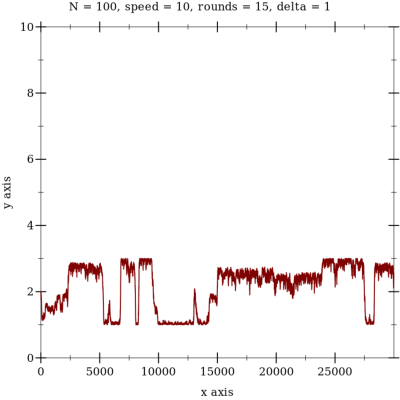 N = 100, speed = 10, rounds = 15, delta = 1
10
8
6
4
2
0
y axis
0 5000 10000 15000 20000 25000
x axis